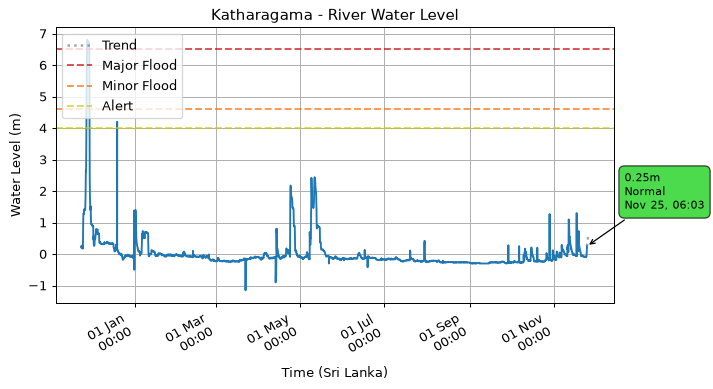 Katharagama - River Water Level
Trend
Major Flood
Minor Flood
Alert
7
6
5
4
3
2
1
0
−1
Water Level (m)
0.25m
Normal
Nov 25, 06:03
01 Jan
00:00
01 Mar
00:00
01 May
00:00
01 Jul
00:00
01 Sep
00:00
01 Nov
00:00
Time (Sri Lanka)